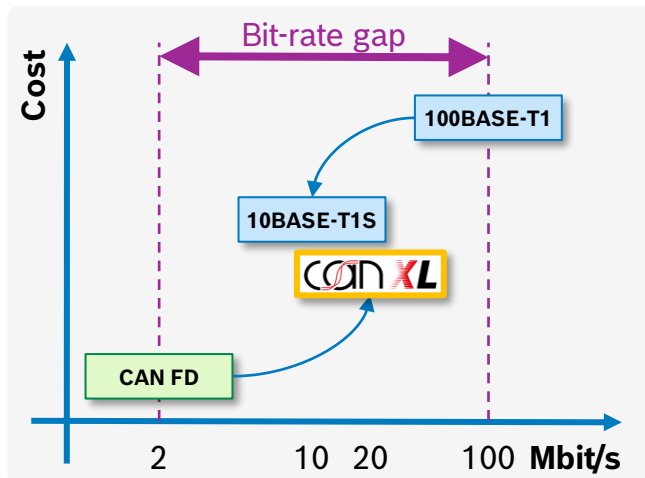 Bit-rate gap
Cost
100BASE-T1
10BASE-T1S
can XL
CAN FD
2 10 20 100 Mbit/s